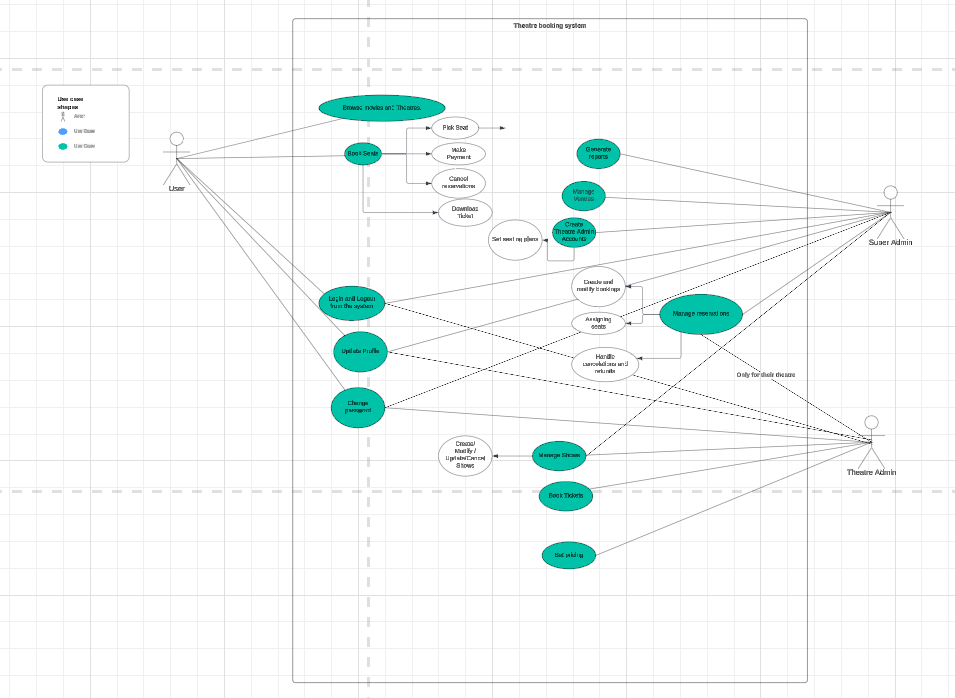 Theatre booking system
Use case
shapes
Actor
Use Case
Use Case
User
Browse movies and Theatres.
Book Seats
Pick Seat
Make
Payment
Cancel
reservations
Download
Ticket
Generate
reports
Manage
Venues
Create
Theatre Admin
Accounts
Set seating plans
Super Admin
Login and Logout
from the system
Create and
modify bookings
Assigning
seats
Manage reservations
Update Profile
Handle
cancelations and
refunds
Only for their theatre
Change
password
Create/
Modify /
Update/Cancel
Shows
Manage Shows
Theatre Admin
Book Tickets
Set pricing